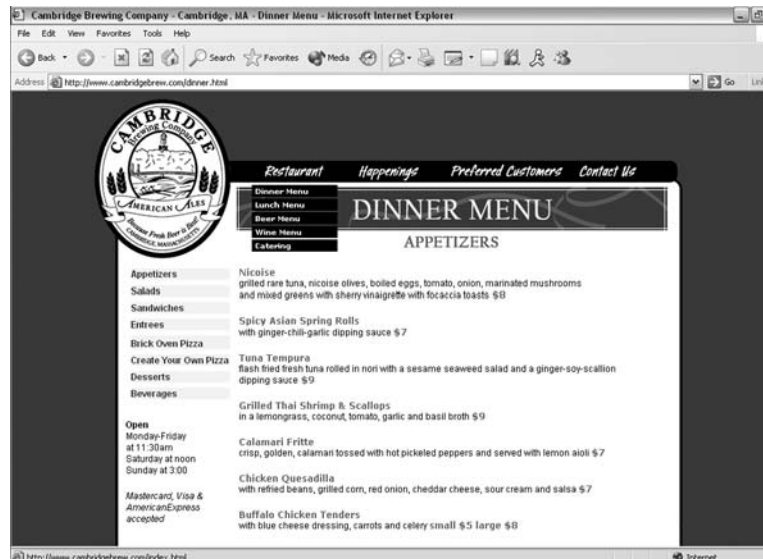 Cambridge Brewing Company - Cambridge, MA - Dinner Menu - Microsoft Internet Explorer
File Edit View Favorites Tools Help
Back Search Favorites Media
Address http://www.cambridgebrew.com/dinner.html Go
CAMBRIDGE
Brewing Company
AMERICAN ALES
Because Fresh Beer is Best!
CAMBRIDGE, MASSACHUSETTS
Restaurant Happenings Preferred Customers Contact Us
Dinner Menu
Lunch Menu
Beer Menu
Wine Menu
Catering
DINNER MENU
APPETIZERS
Appetizers
Salads
Sandwiches
Entrees
Brick Oven Pizza
Create Your Own Pizza
Desserts
Beverages
Open
Monday-Friday
at 11:30am
Saturday at noon
Sunday at 3:00
Mastercard, Visa &
AmericanExpress
accepted
Nicoise
grilled rare tuna, nicoise olives, boiled eggs, tomato, onion, marinated mushrooms
and mixed greens with sherry vinaigrette with focaccia toasts $8
Spicy Asian Spring Rolls
with ginger-chili-garlic dipping sauce $7
Tuna Tempura
flash fried fresh tuna rolled in nori with a sesame seaweed salad and a ginger-soy-scallion
dipping sauce $9
Grilled Thai Shrimp & Scallops
in a lemongrass, coconut, tomato, garlic and basil broth $9
Calamari Fritte
crisp, golden, calamari tossed with hot pickeled peppers and served with lemon aioli $7
Chicken Quesadilla
with refried beans, grilled corn, red onion, cheddar cheese, sour cream and salsa $7
Buffalo Chicken Tenders
with blue cheese dressing, carrots and celery small $5 large $8
http://www.cambridgebrew.com/index.html Internet